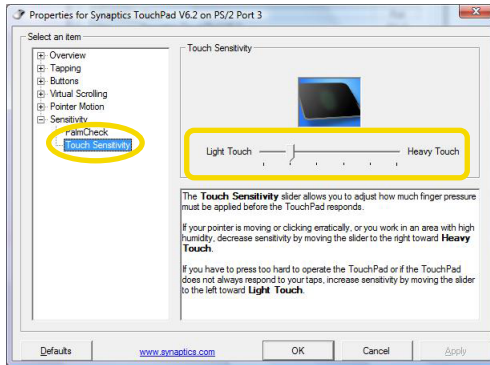 Properties for Synaptics TouchPad V6.2 on PS/2 Port 3
Select an item
Overview
Tapping
Buttons
Virtual Scrolling
Pointer Motion
Sensitivity
PalmCheck
Touch Sensitivity
Touch Sensitivity
Light Touch
Heavy Touch
The Touch Sensitivity slider allows you to adjust how much finger pressure
must be applied before the TouchPad responds.
If your pointer is moving or clicking erratically, or you work in an area with high
humidity, decrease sensitivity by moving the slider to the right toward Heavy
Touch.
If you have to press too hard to operate the TouchPad or if the TouchPad
does not always respond to your taps, increase sensitivity by moving the slider
to the left toward Light Touch.
Defaults
www.synaptics.com
OK
Cancel
Apply